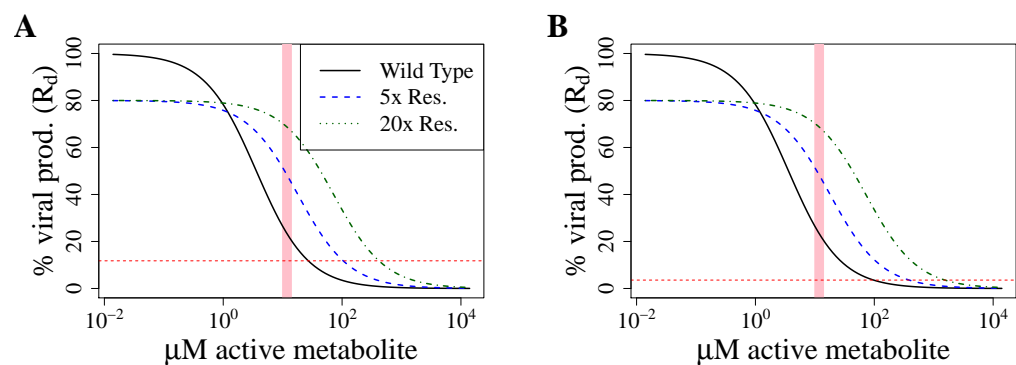 A
% viral prod. (Rd)
100
80
60
40
20
0
Wild Type
5x Res.
20x Res.
10−2
100
102
104
μM active metabolite
B
% viral prod. (Rd)
100
80
60
40
20
0
10−2
100
102
104
μM active metabolite